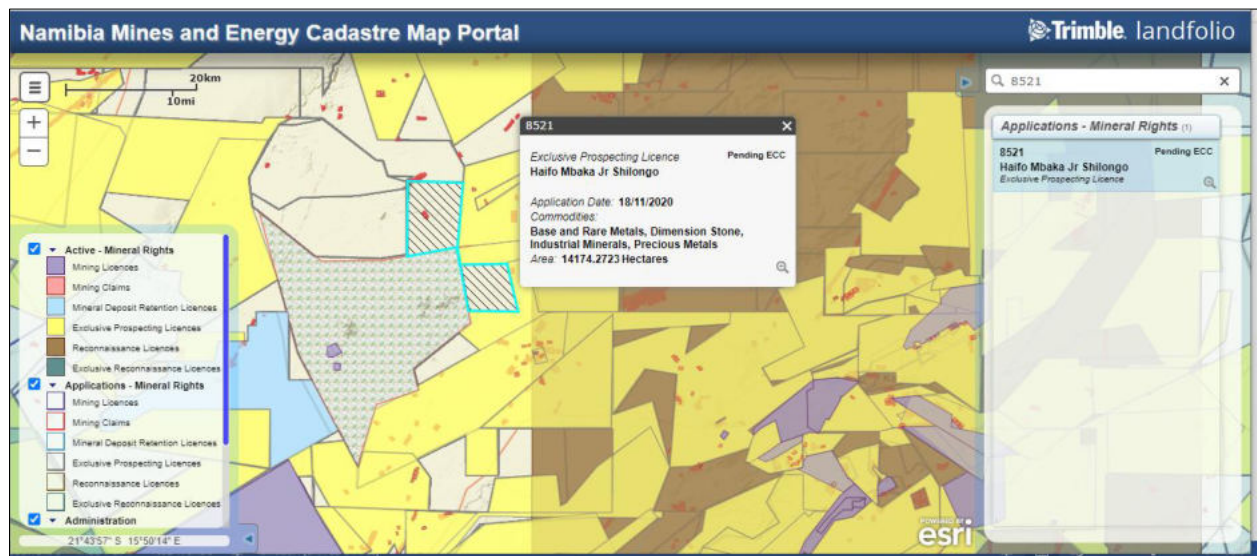 Namibia Mines and Energy Cadastre Map Portal
Trimble. landfolio
20km
10mi
8521
Applications - Mineral Rights (1)
8521
Pending ECC
Haifo Mbaka Jr Shilongo
Exclusive Prospecting Licence
8521
Exclusive Prospecting Licence
Pending ECC
Haifo Mbaka Jr Shilongo
Application Date: 18/11/2020
Commodities:
Base and Rare Metals, Dimension Stone,
Industrial Minerals, Precious Metals
Area: 14174.2723 Hectares
Active - Mineral Rights
Mining Licences
Mining Claims
Mineral Deposit Retention Licences
Exclusive Prospecting Licences
Reconnaissance Licences
Exclusive Reconnaissance Licences
Applications - Mineral Rights
Mining Licences
Mining Claims
Mineral Deposit Retention Licences
Exclusive Prospecting Licences
Reconnaissance Licences
Exclusive Reconnaissance Licences
Administration
21°43'57" S 15°50'14" E
POWERED BY
esri